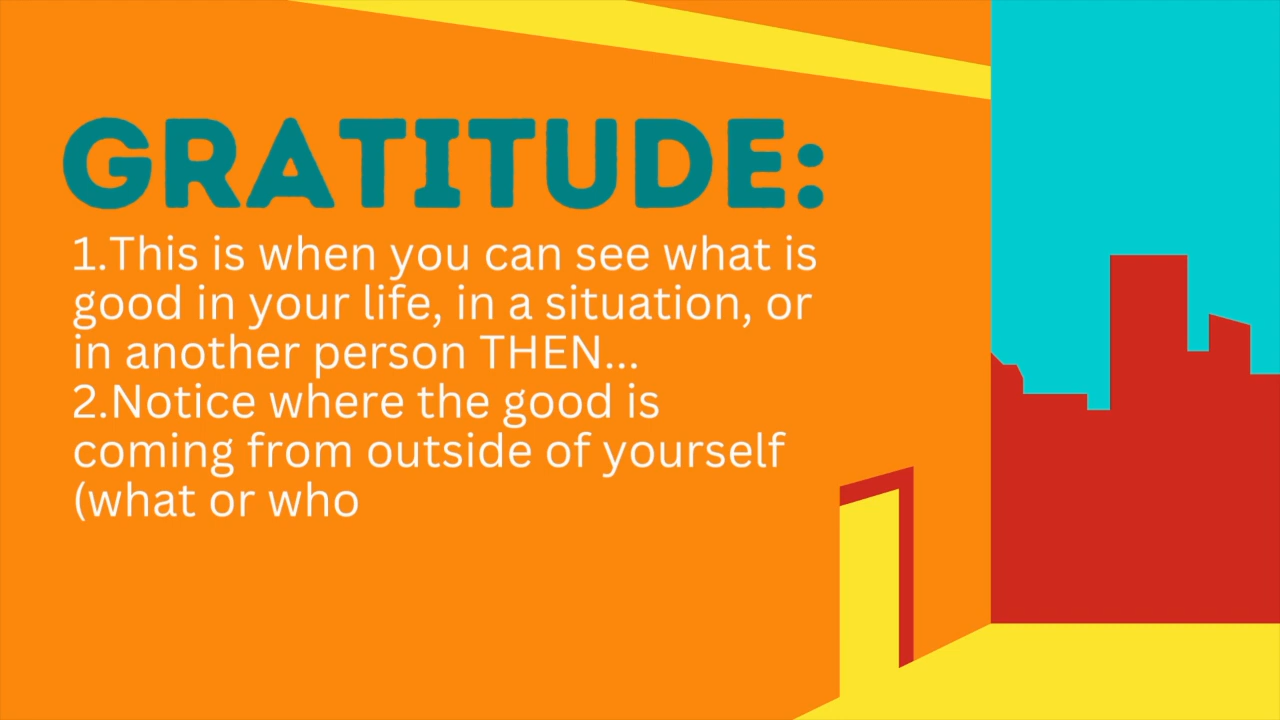 GRATITUDE:
1.This is when you can see what is
good in your life, in a situation, or
in another person THEN...
2.Notice where the good is
coming from outside of yourself
(what or who